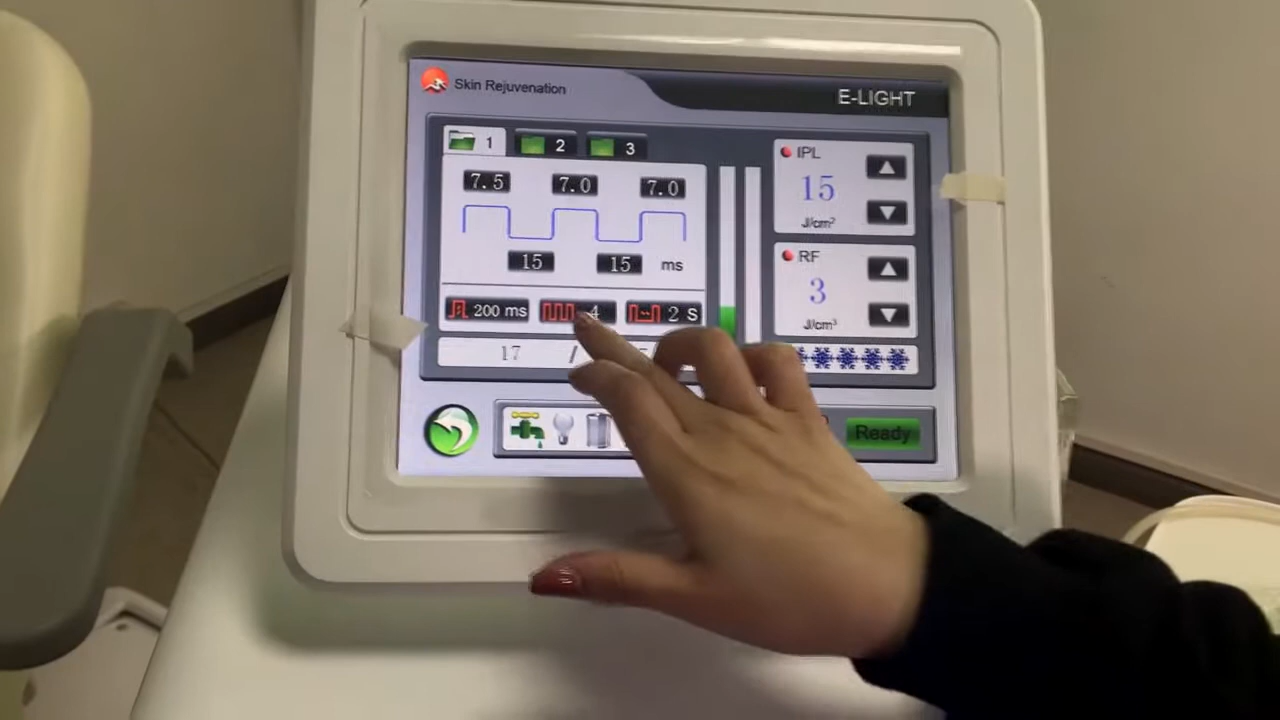 Skin Rejuvenation
E-LIGHT
1 2 3
7.5 7.0 7.0
15 15 ms
200 ms 4 2 S
17 /
IPL
15
J/cm²
RF
3
J/cm³
Ready